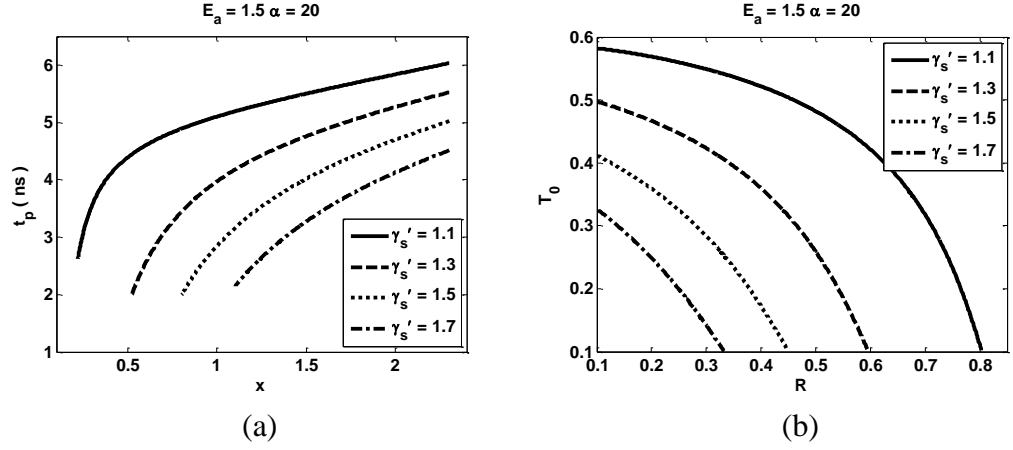 E_a = 1.5 α = 20
t_p ( ns )
6
5
4
3
2
1
γ_s' = 1.1
γ_s' = 1.3
γ_s' = 1.5
γ_s' = 1.7
0.5 1 1.5 2
x
(a)
E_a = 1.5 α = 20
T_0
0.6
0.5
0.4
0.3
0.2
0.1
γ_s' = 1.1
γ_s' = 1.3
γ_s' = 1.5
γ_s' = 1.7
0.1 0.2 0.3 0.4 0.5 0.6 0.7 0.8
R
(b)